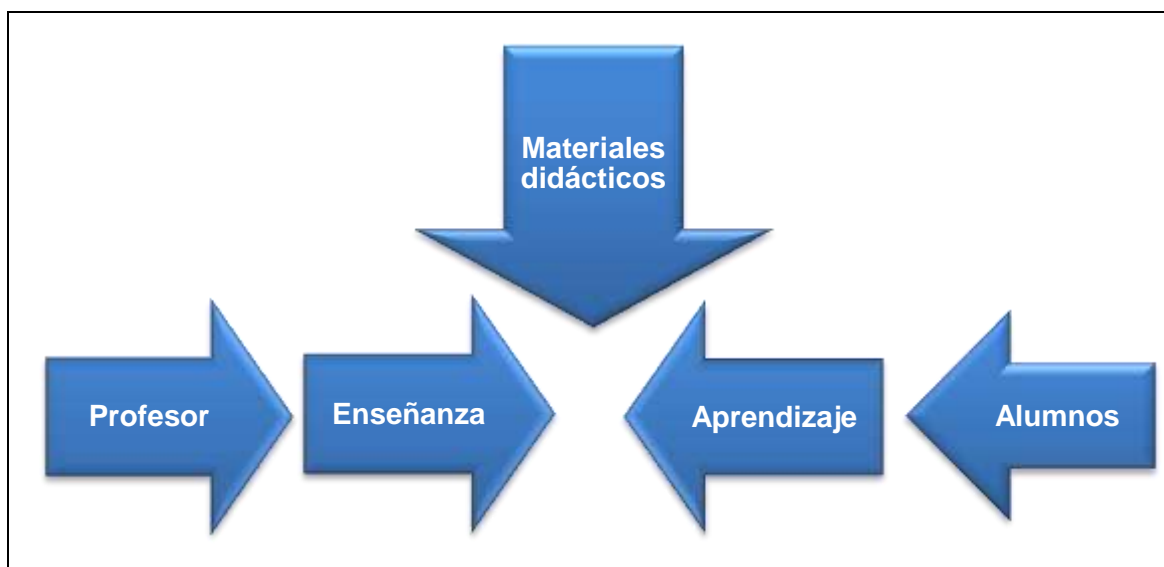 Materiales
didácticos
Profesor
Enseñanza
Aprendizaje
Alumnos